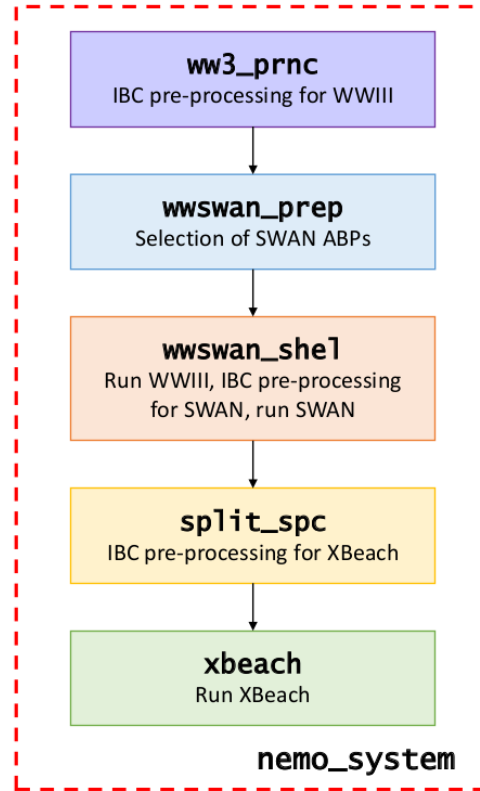 ww3_prnc
IBC pre-processing for WWIII
wwswan_prep
Selection of SWAN ABPs
wwswan_shel
Run WWIII, IBC pre-processing
for SWAN, run SWAN
split_spc
IBC pre-processing for XBeach
xbeach
Run XBeach
nemo_system